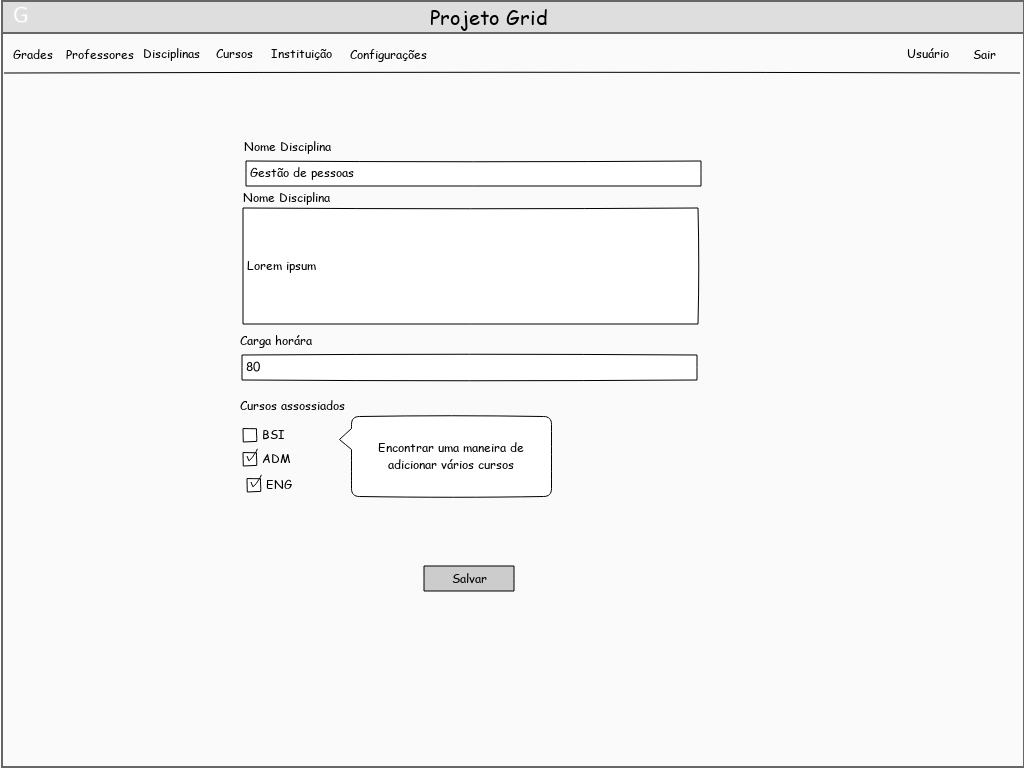 G
Projeto Grid
Grades Professores Disciplinas Cursos Instituição Configurações Usuário Sair
Nome Disciplina
Gestão de pessoas
Nome Disciplina
Lorem ipsum
Carga horára
80
Cursos assossiados
BSI
ADM
ENG
Encontrar uma maneira de
adicionar vários cursos
Salvar